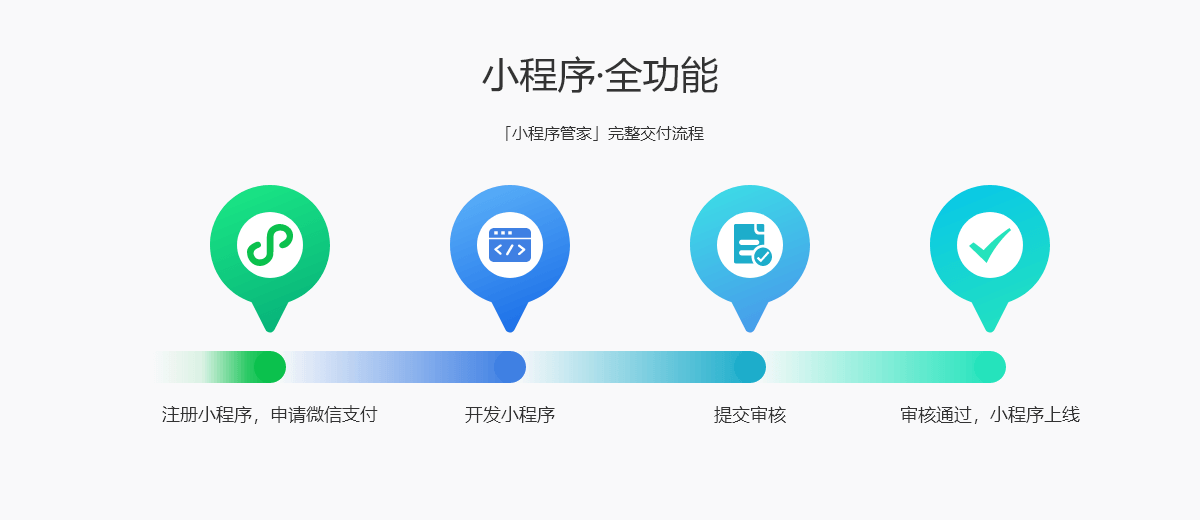 小程序·全功能
「小程序管家」完整交付流程
注册小程序，申请微信支付
开发小程序
提交审核
审核通过，小程序上线